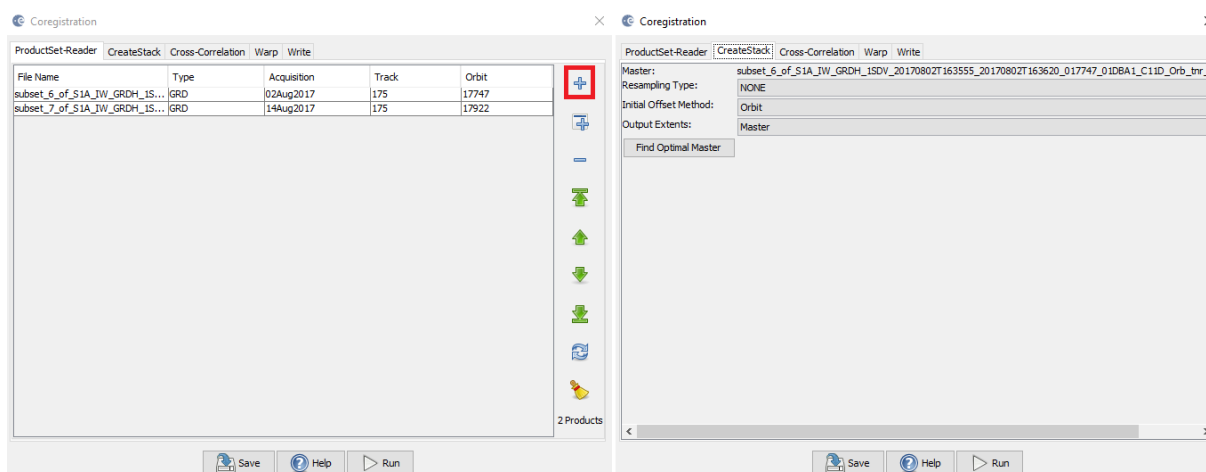 Coregistration
ProductSet-Reader CreateStack Cross-Correlation Warp Write
File Name Type Acquisition Track Orbit
subset_6_of_S1A_IW_GRDH_1S... GRD 02Aug2017 175 17747
subset_7_of_S1A_IW_GRDH_1S... GRD 14Aug2017 175 17922
2 Products
Save Help Run
Coregistration
ProductSet-Reader CreateStack Cross-Correlation Warp Write
Master: subset_6_of_S1A_IW_GRDH_1SDV_20170802T163555_20170802T163620_017747_01DBA1_C11D_Orb_tnr_
Resampling Type: NONE
Initial Offset Method: Orbit
Output Extents: Master
Find Optimal Master
Save Help Run